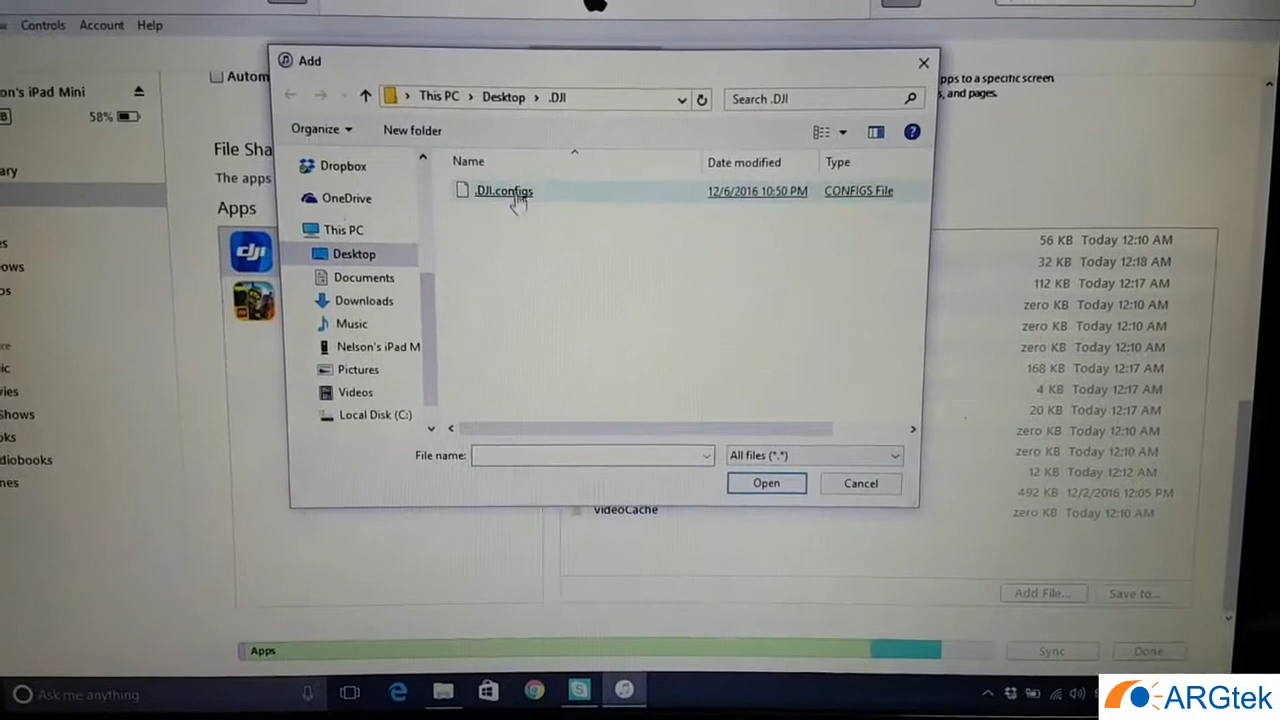 Controls Account Help
Add
Autom
pps to a specific screen
on's iPad Mini
This PC > Desktop > .DJI
Search .DJI
s, and pages.
58%
Organize
New folder
File Sha
Dropbox
Name
Date modified
Type
ary
The apps
OneDrive
.DJI.configs
12/6/2016 10:50 PM
CONFIGS File
Apps
This PC
dji
Desktop
56 KB Today 12:10 AM
ows
Documents
32 KB Today 12:18 AM
Downloads
112 KB Today 12:17 AM
Music
zero KB Today 12:10 AM
Nelson's iPad M
zero KB Today 12:10 AM
Pictures
zero KB Today 12:10 AM
Videos
168 KB Today 12:17 AM
Local Disk (C:)
4 KB Today 12:17 AM
Shows
20 KB Today 12:17 AM
oks
zero KB Today 12:10 AM
diobooks
zero KB Today 12:10 AM
File name:
All files (*.*)
12 KB Today 12:12 AM
Open
Cancel
492 KB 12/2/2016 12:05 PM
VideoCache
zero KB Today 12:10 AM
Add File...
Save to...
Apps
Sync
Done
Ask me anything
ARGtek